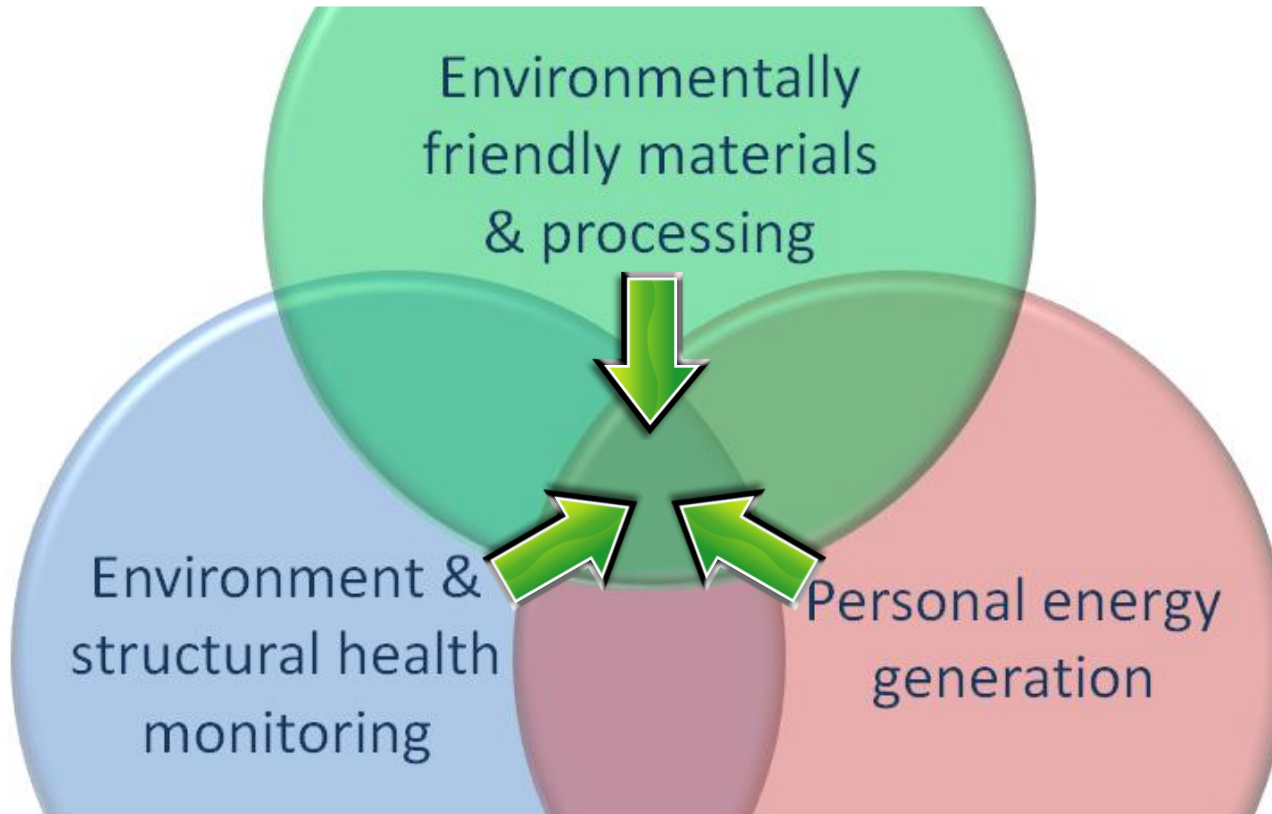 Environmentally
friendly materials
& processing
Environment &
structural health
monitoring
Personal energy
generation